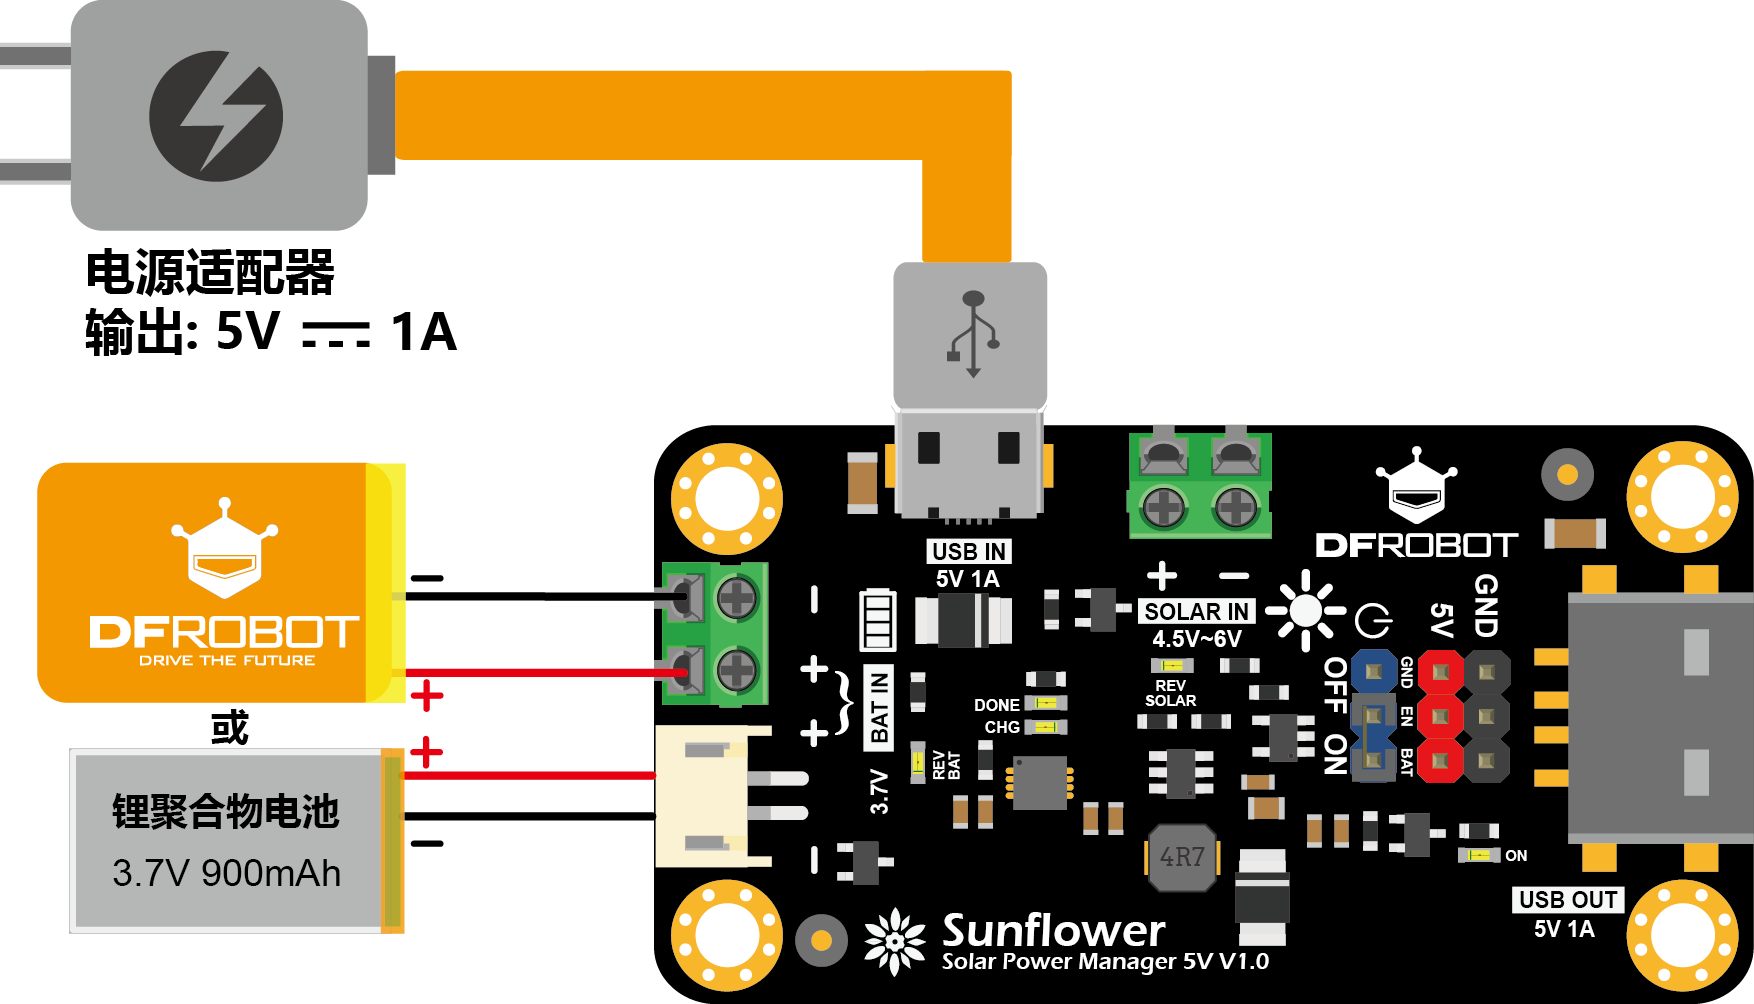 电源适配器
输出: 5V 1A
DFROBOT
DRIVE THE FUTURE
或
锂聚合物电池
3.7V 900mAh
+
−
−
+
USB IN
5V 1A
+ −
SOLAR IN
4.5V~6V
REV
SOLAR
DFROBOT
BAT IN
3.7V
−
+
+
−
DONE
CHG
REV
BAT
OFF ON
GND
EN
BAT
5V
GND
4R7
ON
USB OUT
5V 1A
Sunflower
Solar Power Manager 5V V1.0